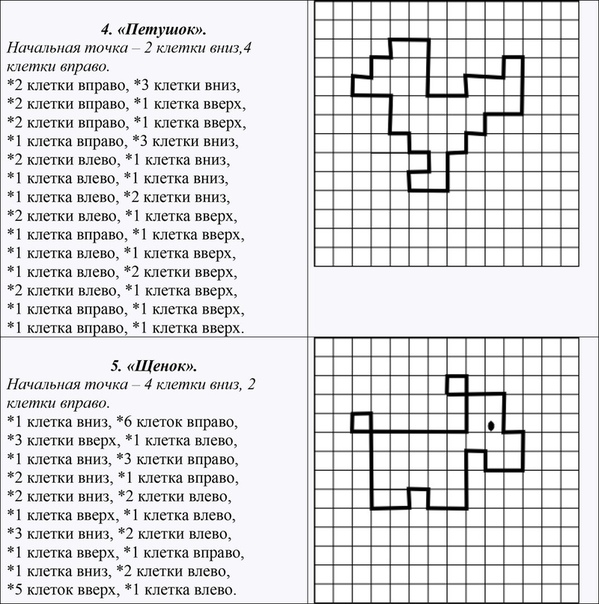 4. «Петушок».
Начальная точка – 2 клетки вниз,4
клетки вправо.
*2 клетки вправо, *3 клетки вниз,
*2 клетки вправо, *1 клетка вверх,
*2 клетки вправо, *1 клетка вверх,
*1 клетка вправо, *3 клетки вниз,
*2 клетки влево, *1 клетка вниз,
*1 клетка влево, *1 клетка вниз,
*1 клетка влево, *2 клетки вниз,
*2 клетки влево, *1 клетка вверх,
*1 клетка вправо, *1 клетка вверх,
*1 клетка влево, *1 клетка вверх,
*1 клетка влево, *2 клетки вверх,
*2 клетки влево, *1 клетка вверх,
*1 клетка вправо, *1 клетка вверх,
*1 клетка вправо, *1 клетка вверх.
5. «Щенок».
Начальная точка – 4 клетки вниз, 2
клетки вправо.
*1 клетка вниз, *6 клеток вправо,
*3 клетки вверх, *1 клетка влево,
*1 клетка вниз, *3 клетки вправо,
*2 клетки вниз, *1 клетка вправо,
*2 клетки вниз, *2 клетки влево,
*1 клетка вверх, *1 клетка влево,
*3 клетки вниз, *2 клетки влево,
*1 клетка вверх, *1 клетка вправо,
*1 клетка вниз, *2 клетки влево,
*5 клеток вверх, *1 клетка влево.